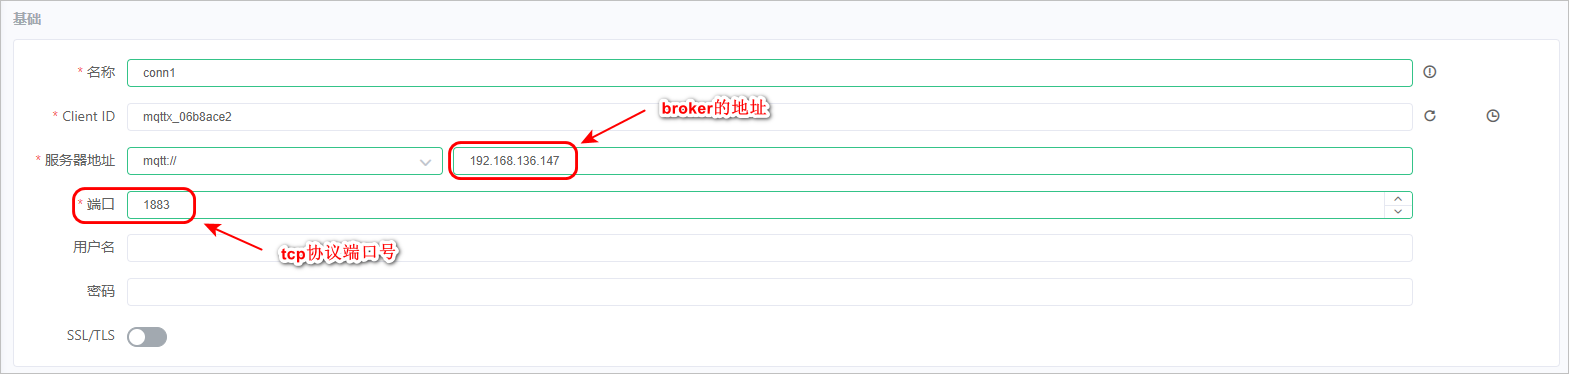 基础
* 名称 conn1
* Client ID mqttx_06b8ace2
broker的地址
* 服务器地址 mqtt:// 192.168.136.147
* 端口 1883
tcp协议端口号
用户名
密码
SSL/TLS